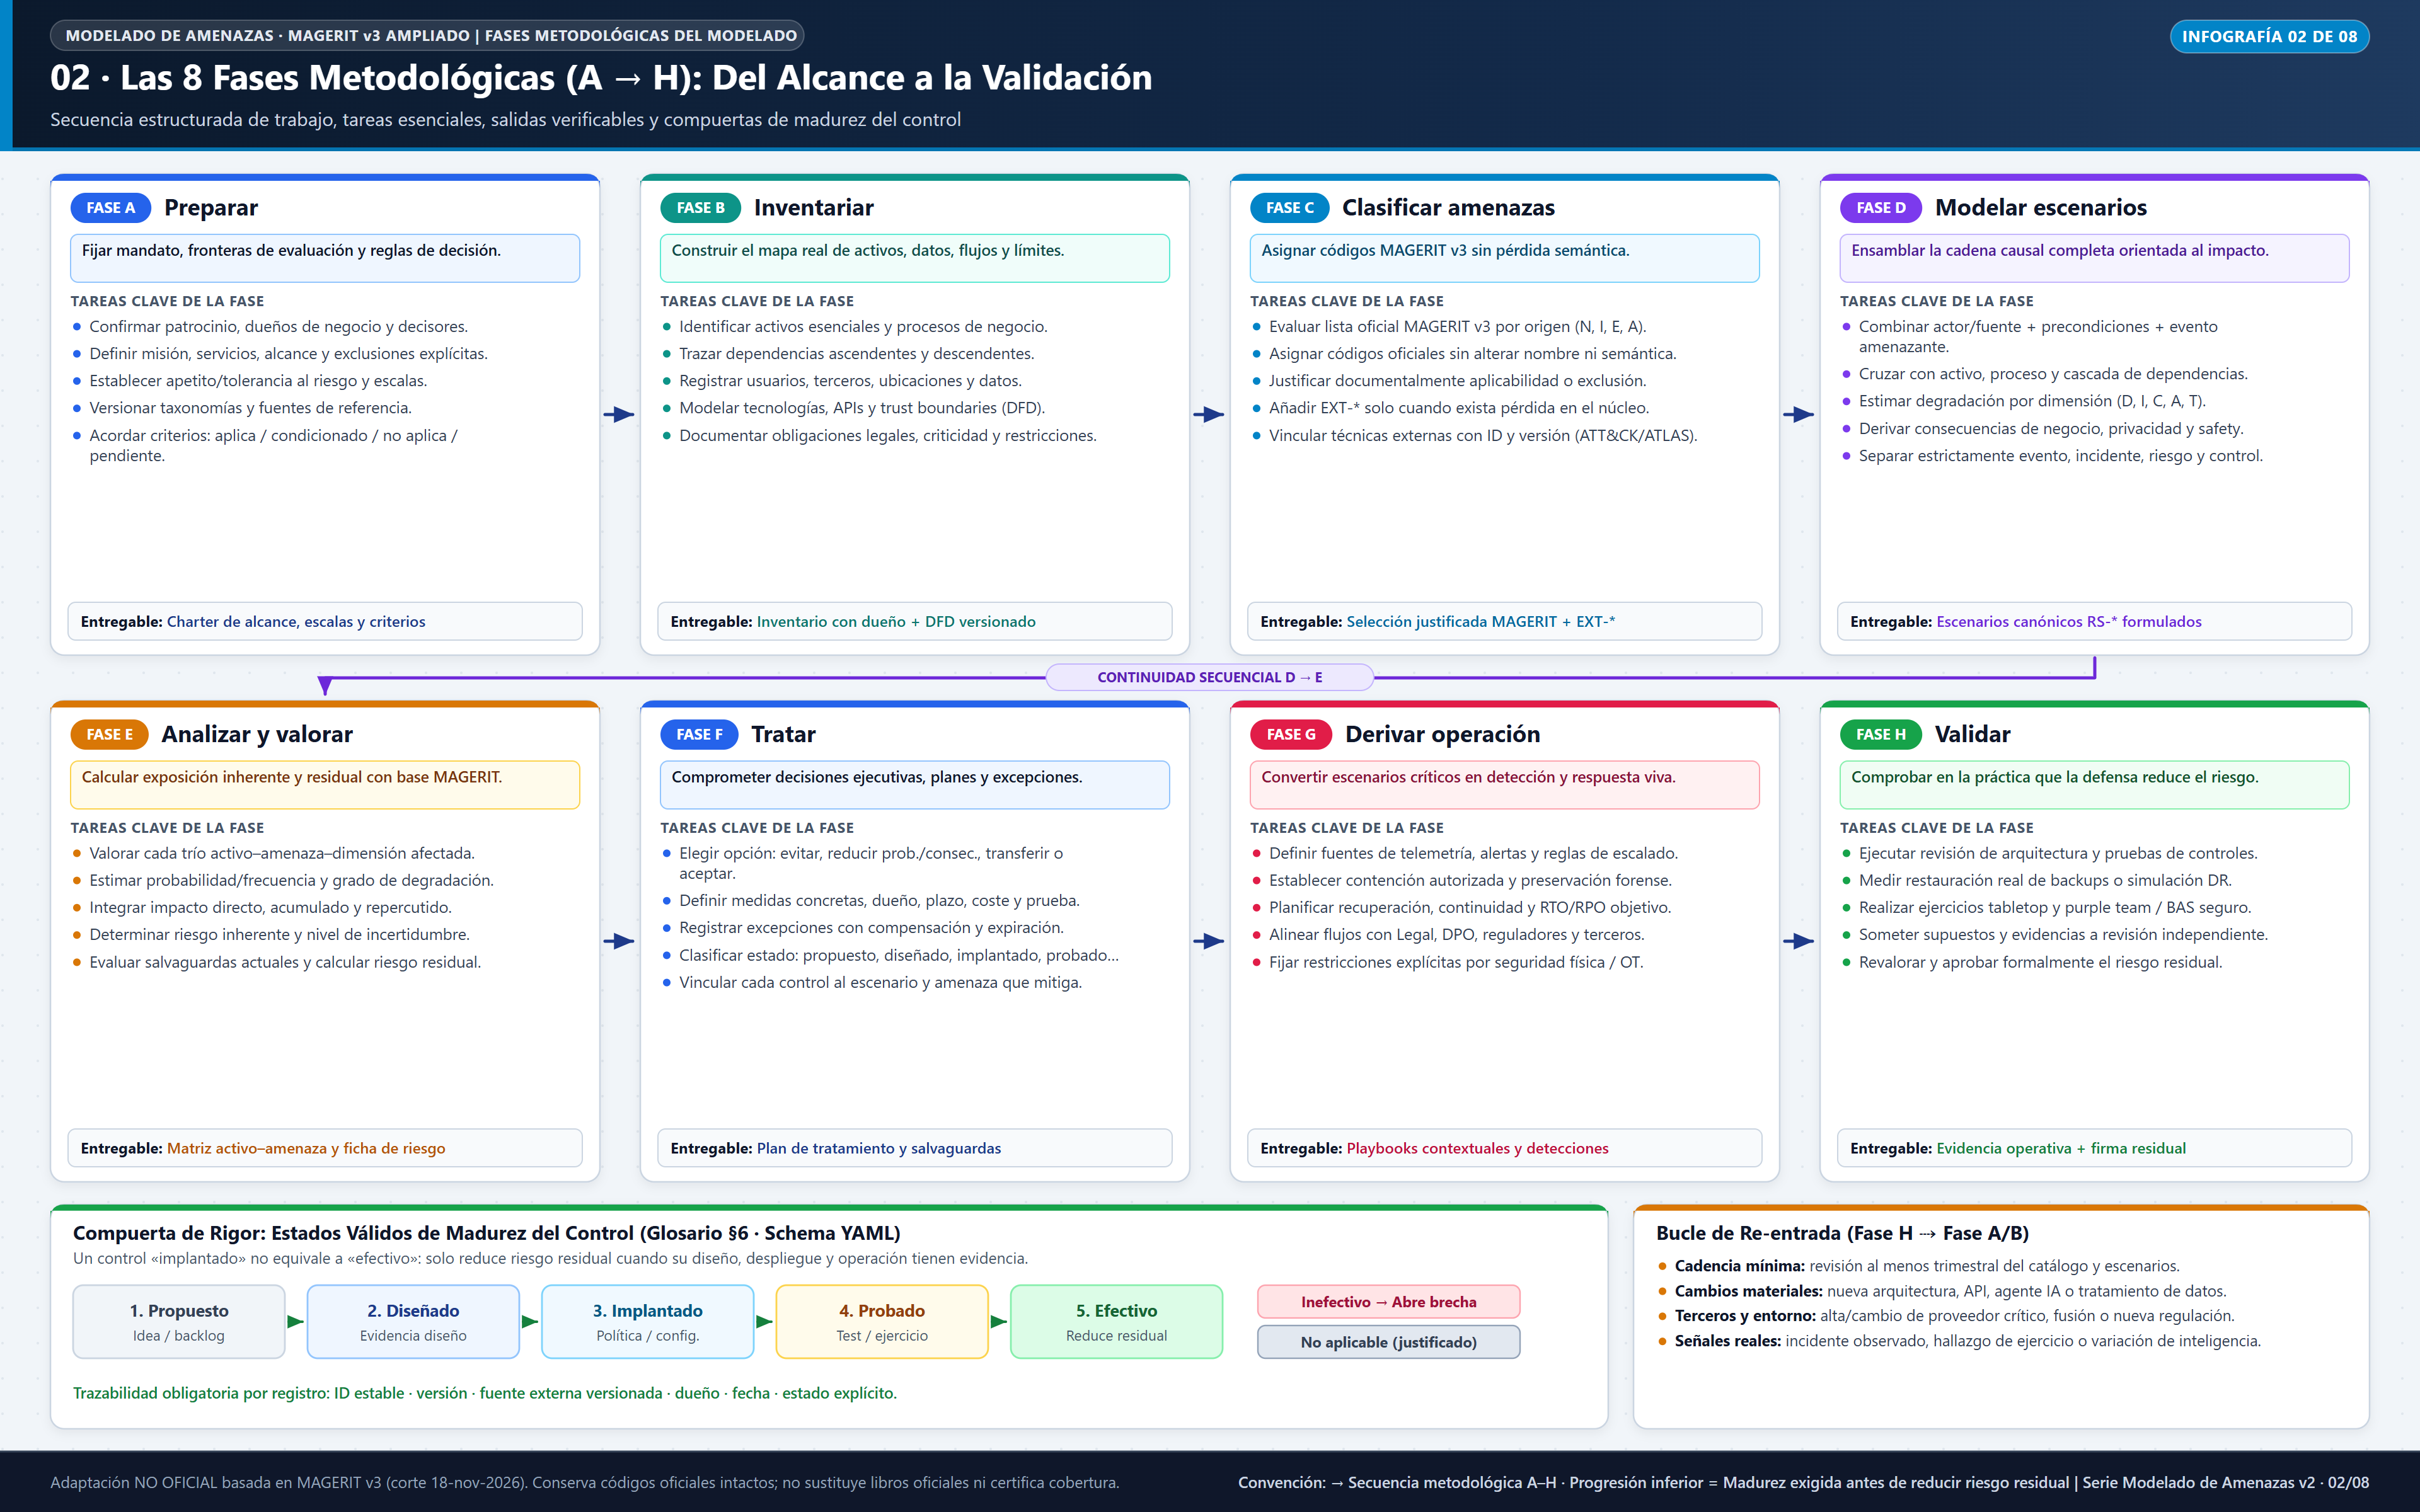 MODELADO DE AMENAZAS · MAGERIT v3 AMPLIADO | FASES METODOLÓGICAS DEL MODELADO
INFOGRAFÍA 02 DE 08
02 · Las 8 Fases Metodológicas (A → H): Del Alcance a la Validación
Secuencia estructurada de trabajo, tareas esenciales, salidas verificables y compuertas de madurez del control
FASE A Preparar
Fijar mandato, fronteras de evaluación y reglas de decisión.
TAREAS CLAVE DE LA FASE
Confirmar patrocinio, dueños de negocio y decisores.
Definir misión, servicios, alcance y exclusiones explícitas.
Establecer apetito/tolerancia al riesgo y escalas.
Versionar taxonomías y fuentes de referencia.
Acordar criterios: aplica / condicionado / no aplica /
pendiente.
Entregable: Charter de alcance, escalas y criterios
FASE B Inventariar
Construir el mapa real de activos, datos, flujos y límites.
TAREAS CLAVE DE LA FASE
Identificar activos esenciales y procesos de negocio.
Trazar dependencias ascendentes y descendentes.
Registrar usuarios, terceros, ubicaciones y datos.
Modelar tecnologías, APIs y trust boundaries (DFD).
Documentar obligaciones legales, criticidad y restricciones.
Entregable: Inventario con dueño + DFD versionado
FASE C Clasificar amenazas
Asignar códigos MAGERIT v3 sin pérdida semántica.
TAREAS CLAVE DE LA FASE
Evaluar lista oficial MAGERIT v3 por origen (N, I, E, A).
Asignar códigos oficiales sin alterar nombre ni semántica.
Justificar documentalmente aplicabilidad o exclusión.
Añadir EXT-* solo cuando exista pérdida en el núcleo.
Vincular técnicas externas con ID y versión (ATT&CK/ATLAS).
Entregable: Selección justificada MAGERIT + EXT-*
FASE D Modelar escenarios
Ensamblar la cadena causal completa orientada al impacto.
TAREAS CLAVE DE LA FASE
Combinar actor/fuente + precondiciones + evento
amenazante.
Cruzar con activo, proceso y cascada de dependencias.
Estimar degradación por dimensión (D, I, C, A, T).
Derivar consecuencias de negocio, privacidad y safety.
Separar estrictamente evento, incidente, riesgo y control.
Entregable: Escenarios canónicos RS-* formulados
CONTINUIDAD SECUENCIAL D → E
FASE E Analizar y valorar
Calcular exposición inherente y residual con base MAGERIT.
TAREAS CLAVE DE LA FASE
Valorar cada trío activo–amenaza–dimensión afectada.
Estimar probabilidad/frecuencia y grado de degradación.
Integrar impacto directo, acumulado y repercutido.
Determinar riesgo inherente y nivel de incertidumbre.
Evaluar salvaguardas actuales y calcular riesgo residual.
Entregable: Matriz activo–amenaza y ficha de riesgo
FASE F Tratar
Comprometer decisiones ejecutivas, planes y excepciones.
TAREAS CLAVE DE LA FASE
Elegir opción: evitar, reducir prob./consec., transferir o
aceptar.
Definir medidas concretas, dueño, plazo, coste y prueba.
Registrar excepciones con compensación y expiración.
Clasificar estado: propuesto, diseñado, implantado, probado...
Vincular cada control al escenario y amenaza que mitiga.
Entregable: Plan de tratamiento y salvaguardas
FASE G Derivar operación
Convertir escenarios críticos en detección y respuesta viva.
TAREAS CLAVE DE LA FASE
Definir fuentes de telemetría, alertas y reglas de escalado.
Establecer contención autorizada y preservación forense.
Planificar recuperación, continuidad y RTO/RPO objetivo.
Alinear flujos con Legal, DPO, reguladores y terceros.
Fijar restricciones explícitas por seguridad física / OT.
Entregable: Playbooks contextuales y detecciones
FASE H Validar
Comprobar en la práctica que la defensa reduce el riesgo.
TAREAS CLAVE DE LA FASE
Ejecutar revisión de arquitectura y pruebas de controles.
Medir restauración real de backups o simulación DR.
Realizar ejercicios tabletop y purple team / BAS seguro.
Someter supuestos y evidencias a revisión independiente.
Revalorar y aprobar formalmente el riesgo residual.
Entregable: Evidencia operativa + firma residual
Compuerta de Rigor: Estados Válidos de Madurez del Control (Glosario §6 · Schema YAML)
Un control «implantado» no equivale a «efectivo»: solo reduce riesgo residual cuando su diseño, despliegue y operación tienen evidencia.
1. Propuesto
Idea / backlog
2. Diseñado
Evidencia diseño
3. Implantado
Política / config.
4. Probado
Test / ejercicio
5. Efectivo
Reduce residual
Inefectivo → Abre brecha
No aplicable (justificado)
Trazabilidad obligatoria por registro: ID estable · versión · fuente externa versionada · dueño · fecha · estado explícito.
Bucle de Re-entrada (Fase H ⇢ Fase A/B)
Cadencia mínima: revisión al menos trimestral del catálogo y escenarios.
Cambios materiales: nueva arquitectura, API, agente IA o tratamiento de datos.
Terceros y entorno: alta/cambio de proveedor crítico, fusión o nueva regulación.
Señales reales: incidente observado, hallazgo de ejercicio o variación de inteligencia.
Adaptación NO OFICIAL basada en MAGERIT v3 (corte 18-nov-2026). Conserva códigos oficiales intactos; no sustituye libros oficiales ni certifica cobertura.
Convención: → Secuencia metodológica A–H · Progresión inferior = Madurez exigida antes de reducir riesgo residual | Serie Modelado de Amenazas v2 · 02/08